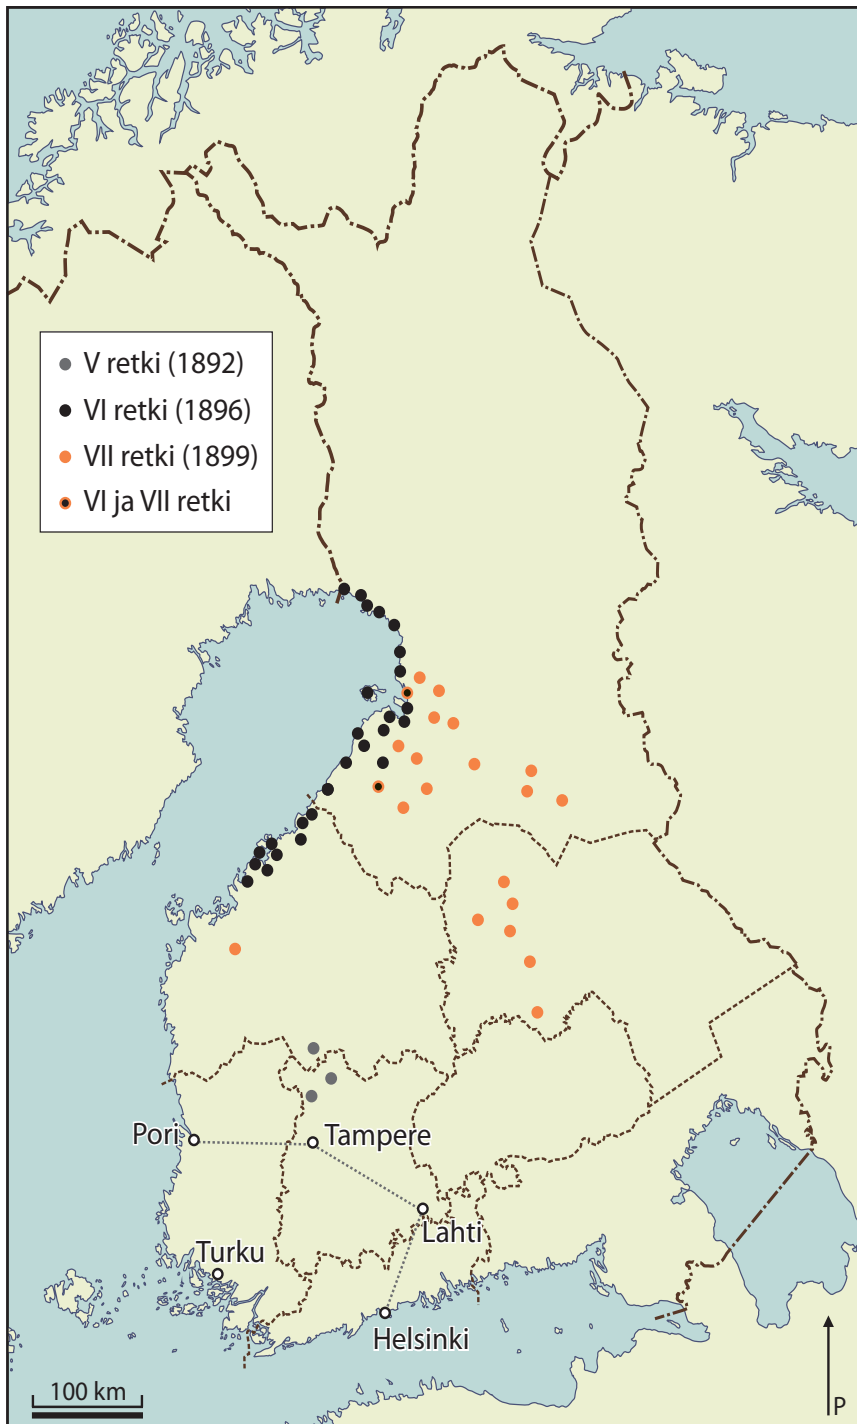 V retki (1892)
VI retki (1896)
VII retki (1899)
VI ja VII retki
Pori
Tampere
Lahti
Turku
Helsinki
100 km
P